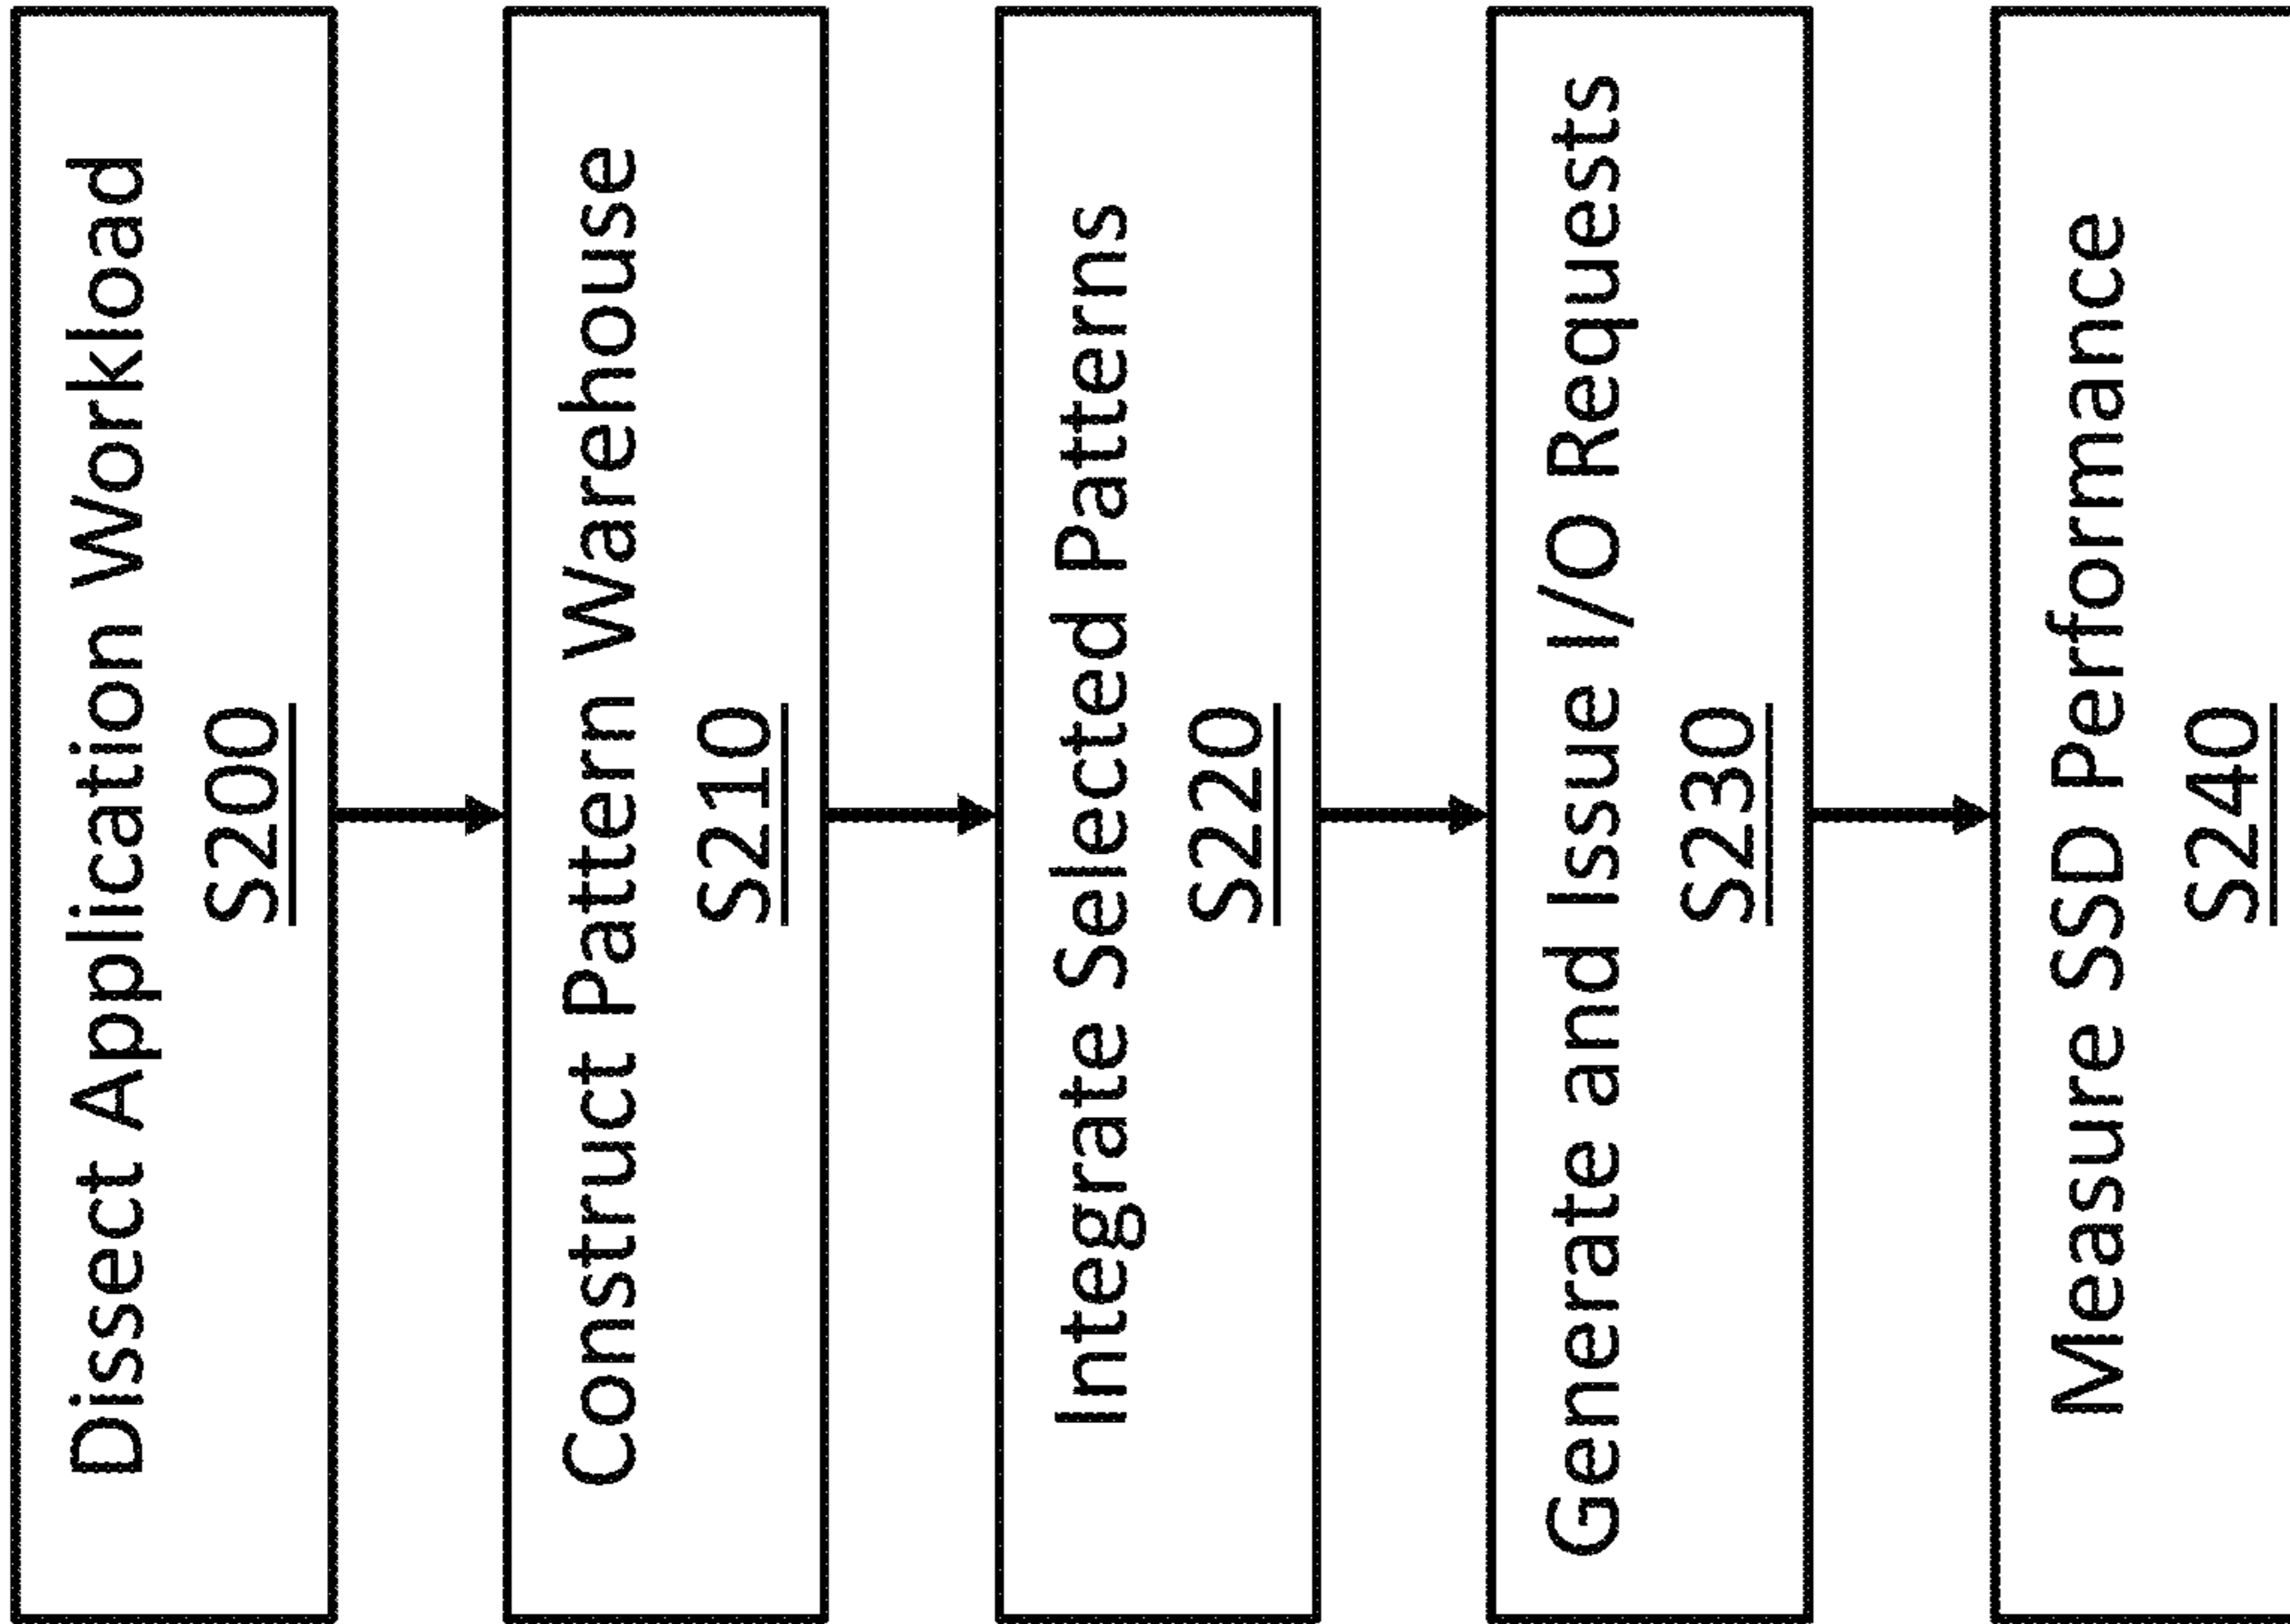 Dissect Application Workload
S200
Construct Pattern Warehouse
S210
Integrate Selected Patterns
S220
Generate and Issue I/O Requests
S230
Measure SSD Performance
S240